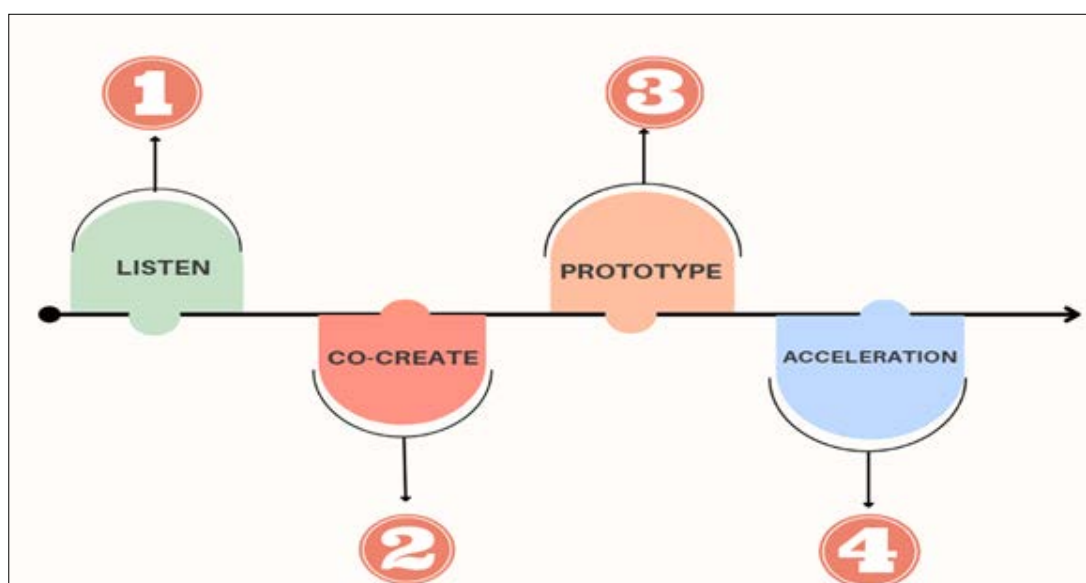 1
LISTEN
2
CO-CREATE
3
PROTOTYPE
4
ACCELERATION